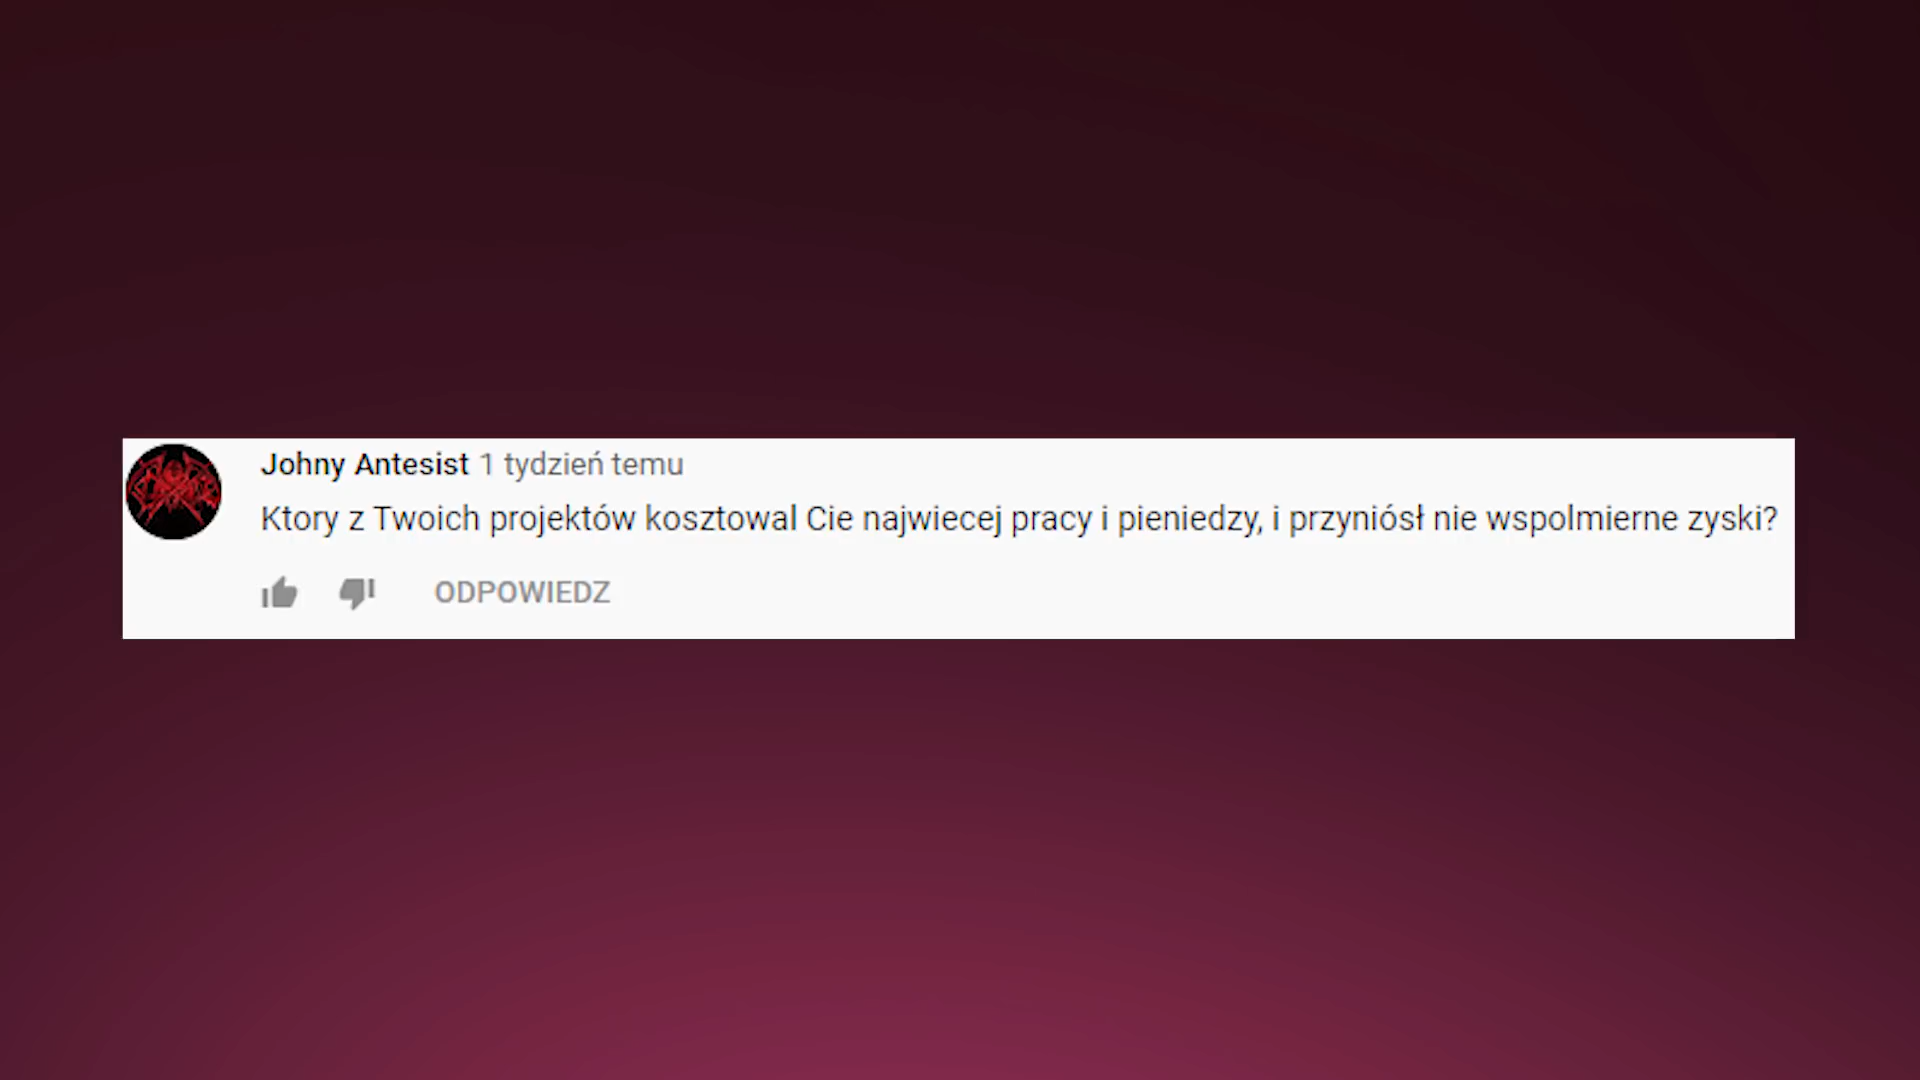 Johny Antesist 1 tydzień temu
Ktory z Twoich projektów kosztowal Cie najwiecej pracy i pieniedzy, i przyniósł nie wspolmierne zyski?
ODPOWIEDZ